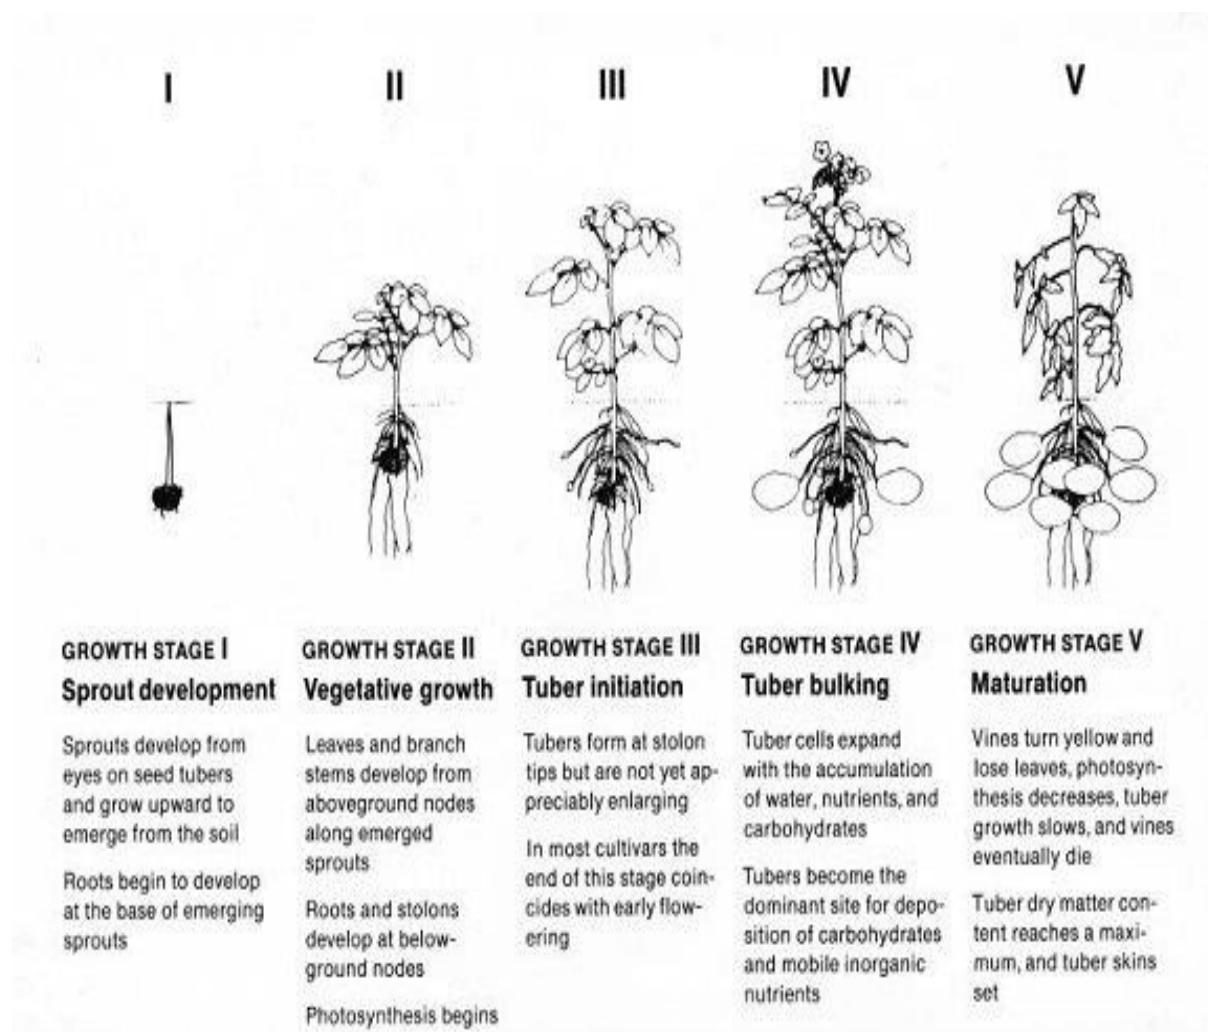 I
II
III
IV
V
GROWTH STAGE I
Sprout development
Sprouts develop from
eyes on seed tubers
and grow upward to
emerge from the soil
Roots begin to develop
at the base of emerging
sprouts
GROWTH STAGE II
Vegetative growth
Leaves and branch
stems develop from
aboveground nodes
along emerged
sprouts
Roots and stolons
develop at below-
ground nodes
Photosynthesis begins
GROWTH STAGE III
Tuber initiation
Tubers form at stolon
tips but are not yet ap-
preciably enlarging
In most cultivars the
end of this stage coin-
cides with early flow-
ering
GROWTH STAGE IV
Tuber bulking
Tuber cells expand
with the accumulation
of water, nutrients, and
carbohydrates
Tubers become the
dominant site for depo-
sition of carbohydrates
and mobile inorganic
nutrients
GROWTH STAGE V
Maturation
Vines turn yellow and
lose leaves, photosyn-
thesis decreases, tuber
growth slows, and vines
eventually die
Tuber dry matter con-
tent reaches a maxi-
mum, and tuber skins
set